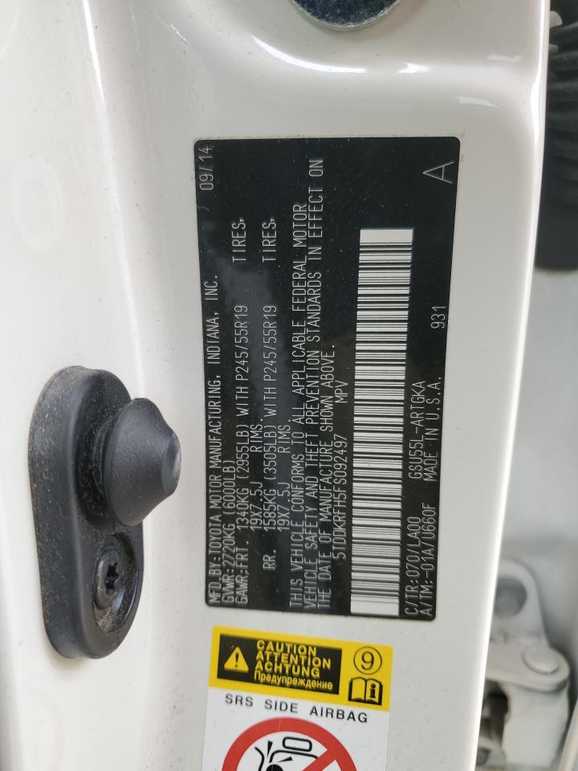 MFD.BY:TOYOTA MOTOR MANUFACTURING, INDIANA, INC. 09/14
GVWR:2720KG (6000LB)
GAWR:FRT. 1340KG (2955LB) WITH P245/55R19 TIRES,
19X7.5J RIMS,
RR. 1585KG (3505LB) WITH P245/55R19 TIRES,
19X7.5J RIMS.
THIS VEHICLE CONFORMS TO ALL APPLICABLE FEDERAL MOTOR
VEHICLE SAFETY AND THEFT PREVENTION STANDARDS IN EFFECT ON
THE DATE OF MANUFACTURE SHOWN ABOVE.
5TDDKRFH5FS092497 MPV
C/TR:070/LA00 GSU55L-ARTGKA 931 A
A/TM:-01A/U660F MADE IN U.S.A.
CAUTION
ATTENTION
ACHTUNG
Предупреждение
9
SRS SIDE AIRBAG